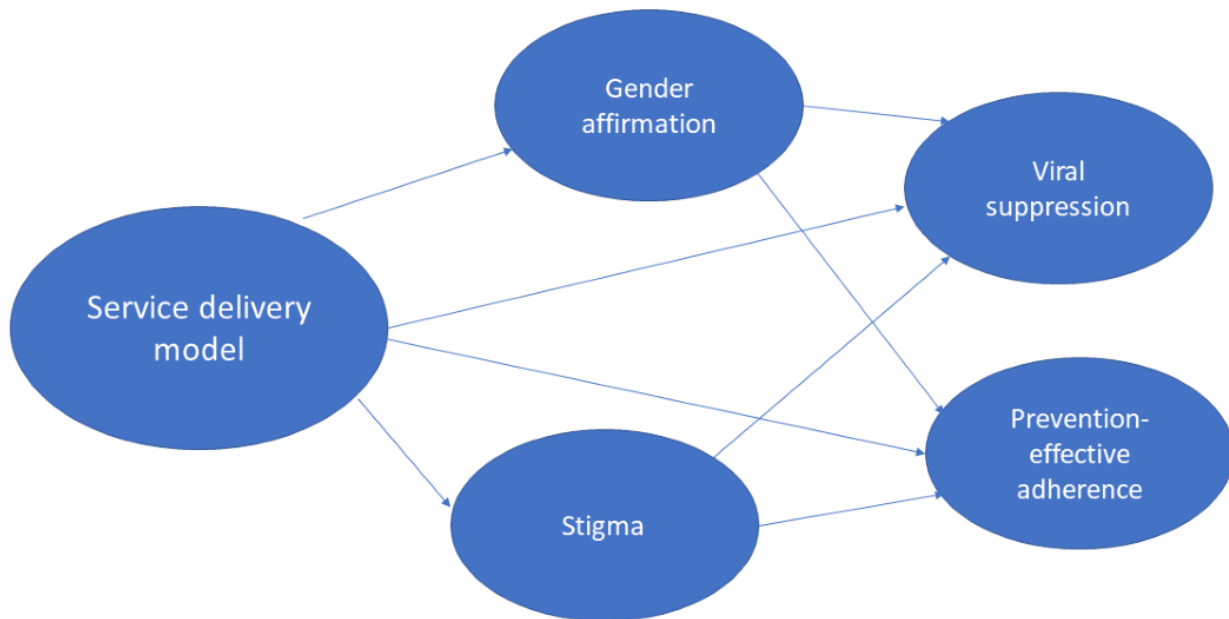 Gender
affirmation
Viral
suppression
Service delivery
model
Prevention-
effective
adherence
Stigma